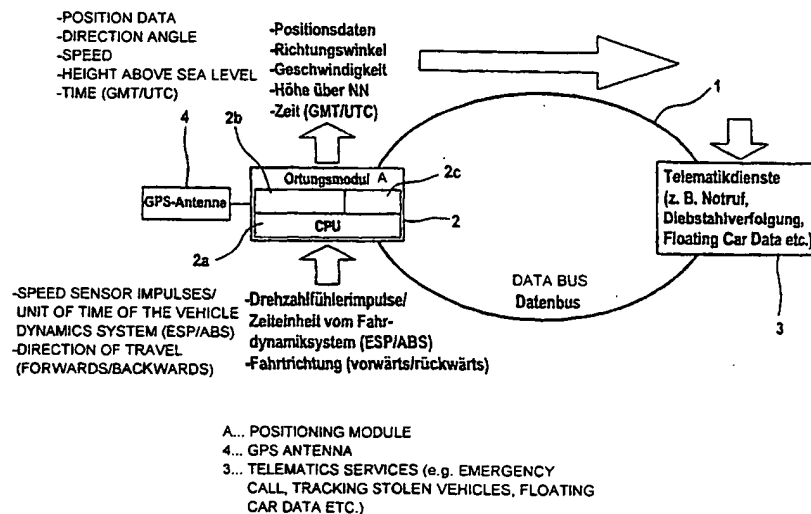 -POSITION DATA
-DIRECTION ANGLE
-SPEED
-HEIGHT ABOVE SEA LEVEL
-TIME (GMT/UTC)
-Positionsdaten
-Richtungswinkel
-Geschwindigkeit
-Höhe über NN
-Zeit (GMT/UTC)
1
4
2b
2c
Ortungsmodul A
GPS-Antenne
CPU
2
2a
Telematikdienste
(z. B. Notruf,
Diebstahlverfolgung,
Floating Car Data etc.)
3
DATA BUS
Datenbus
-SPEED SENSOR IMPULSES/
UNIT OF TIME OF THE VEHICLE
DYNAMICS SYSTEM (ESP/ABS)
-DIRECTION OF TRAVEL
(FORWARDS/BACKWARDS)
-Drehzahlfühlerimpulse/
Zeiteinheit vom Fahr-
dynamiksystem (ESP/ABS)
-Fahrtrichtung (vorwärts/rückwärts)
A... POSITIONING MODULE
4... GPS ANTENNA
3... TELEMATICS SERVICES (e.g. EMERGENCY
CALL, TRACKING STOLEN VEHICLES, FLOATING
CAR DATA ETC.)